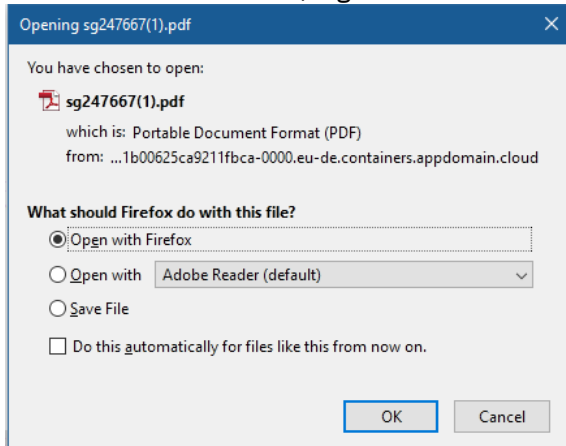 Opening sg247667(1).pdf
You have chosen to open:
sg247667(1).pdf
which is: Portable Document Format (PDF)
from: ...1b00625ca9211fbca-0000.eu-de.containers.appdomain.cloud
What should Firefox do with this file?
Open with Firefox
Open with Adobe Reader (default)
Save File
Do this automatically for files like this from now on.
OK Cancel